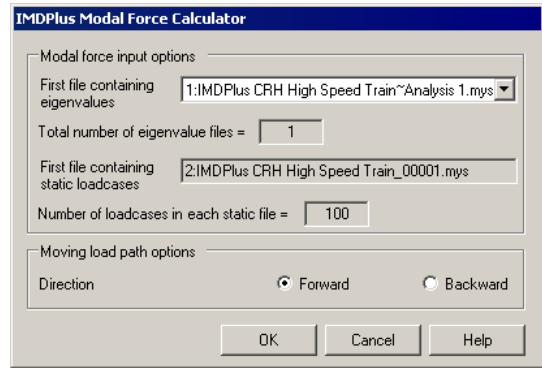 IMDPlus Modal Force Calculator
Modal force input options
First file containing
eigenvalues
1:IMDPlus CRH High Speed Train~Analysis 1.mys
Total number of eigenvalue files =
1
First file containing
static loadcases
2:IMDPlus CRH High Speed Train_00001.mys
Number of loadcases in each static file =
100
Moving load path options
Direction
Forward
Backward
OK
Cancel
Help